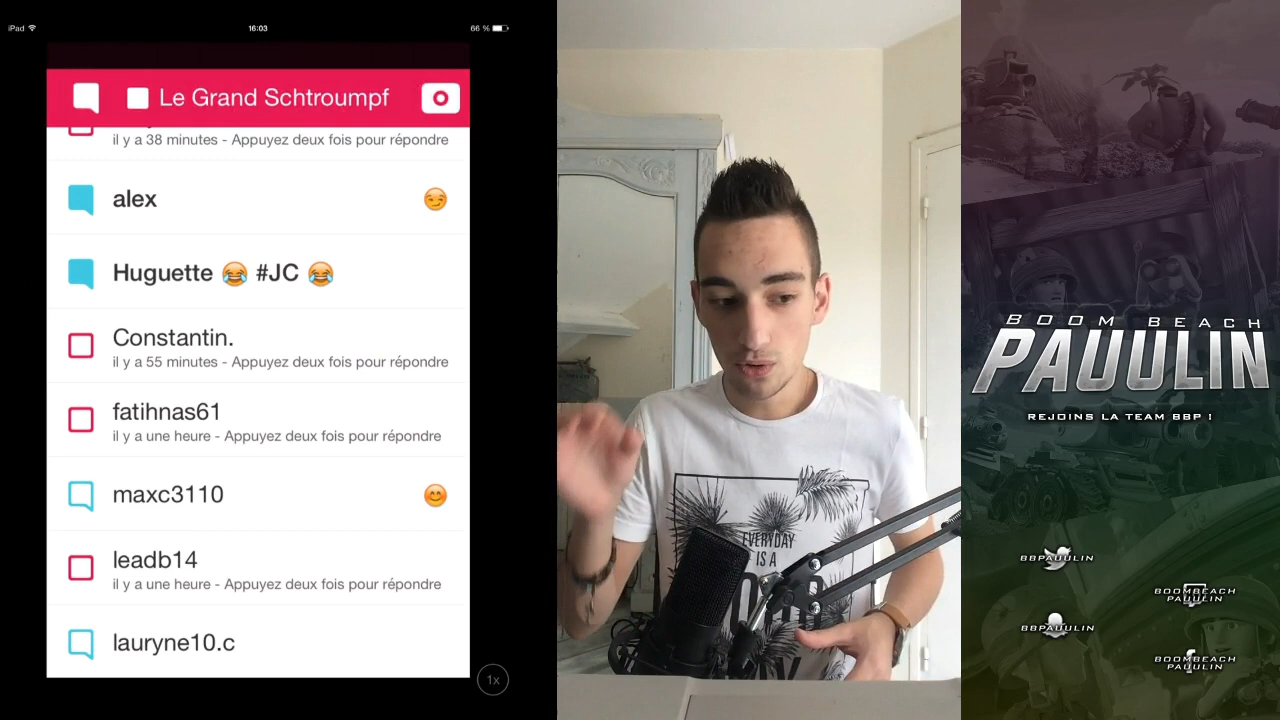 iPad
16:03
66 %
Le Grand Schtroumpf
il y a 38 minutes - Appuyez deux fois pour répondre
alex 😏
Huguette 😂 #JC 😂
Constantin.
il y a 55 minutes - Appuyez deux fois pour répondre
fatihnas61
il y a une heure - Appuyez deux fois pour répondre
maxc3110 😊
leadb14
il y a une heure - Appuyez deux fois pour répondre
lauryne10.c
1x
EVERYDAY
IS A
BOOM BEACH
PAUULIN
REJOINS LA TEAM BBP !
BBPAUULIN
BOOMBEACH
PAUULIN
BBPAUULIN
BOOMBEACH
PAUULIN